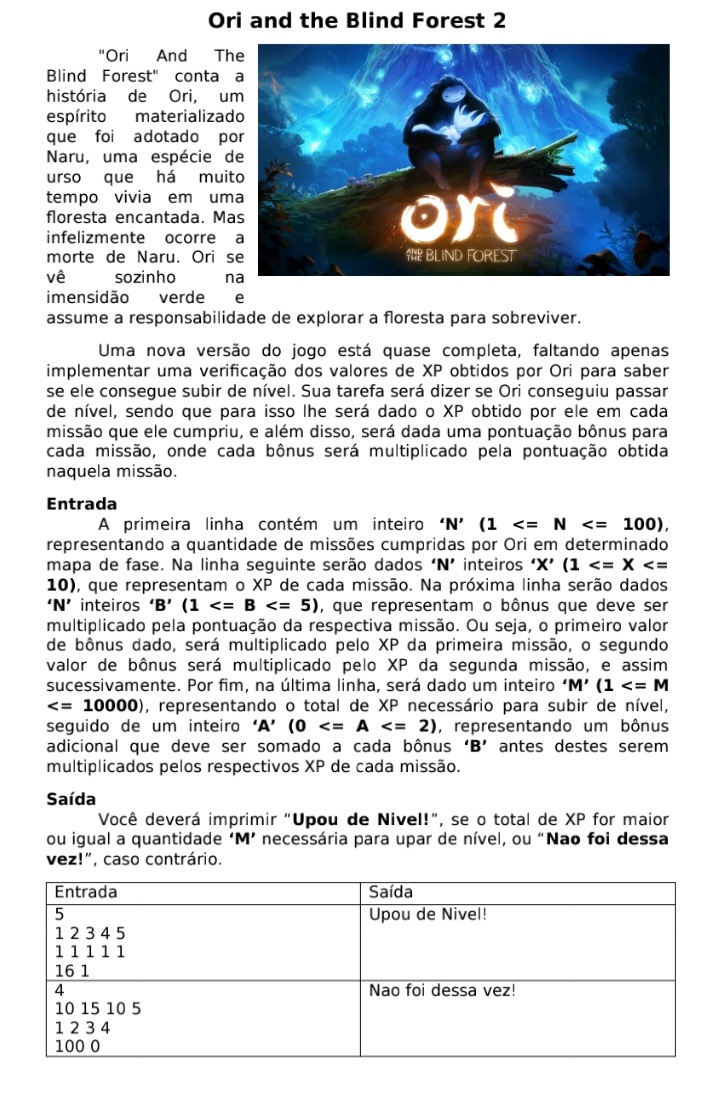 Ori and the Blind Forest 2
"Ori And The
Blind Forest" conta a
história de Ori, um
espírito materializado
que foi adotado por
Naru, uma espécie de
urso que há muito
tempo vivia em uma
floresta encantada. Mas
infelizmente ocorre a
morte de Naru. Ori se
vê sozinho na
imensidão verde e
assume a responsabilidade de explorar a floresta para sobreviver.
ori
AND THE BLIND FOREST
Uma nova versão do jogo está quase completa, faltando apenas
implementar uma verificação dos valores de XP obtidos por Ori para saber
se ele consegue subir de nível. Sua tarefa será dizer se Ori conseguiu passar
de nível, sendo que para isso lhe será dado o XP obtido por ele em cada
missão que ele cumpriu, e além disso, será dada uma pontuação bônus para
cada missão, onde cada bônus será multiplicado pela pontuação obtida
naquela missão.
Entrada
A primeira linha contém um inteiro ‘N’ (1 <= N <= 100),
representando a quantidade de missões cumpridas por Ori em determinado
mapa de fase. Na linha seguinte serão dados ‘N’ inteiros ‘X’ (1 <= X <=
10), que representam o XP de cada missão. Na próxima linha serão dados
‘N’ inteiros ‘B’ (1 <= B <= 5), que representam o bônus que deve ser
multiplicado pela pontuação da respectiva missão. Ou seja, o primeiro valor
de bônus dado, será multiplicado pelo XP da primeira missão, o segundo
valor de bônus será multiplicado pelo XP da segunda missão, e assim
sucessivamente. Por fim, na última linha, será dado um inteiro ‘M’ (1 <= M
<= 10000), representando o total de XP necessário para subir de nível,
seguido de um inteiro ‘A’ (0 <= A <= 2), representando um bônus
adicional que deve ser somado a cada bônus ‘B’ antes destes serem
multiplicados pelos respectivos XP de cada missão.
Saída
Você deverá imprimir “Upou de Nivel!”, se o total de XP for maior
ou igual a quantidade ‘M’ necessária para upar de nível, ou “Nao foi dessa
vez!”, caso contrário.
Entrada Saída
5 Upou de Nivel!
1 2 3 4 5
1 1 1 1 1
16 1
4 Nao foi dessa vez!
10 15 10 5
1 2 3 4
100 0